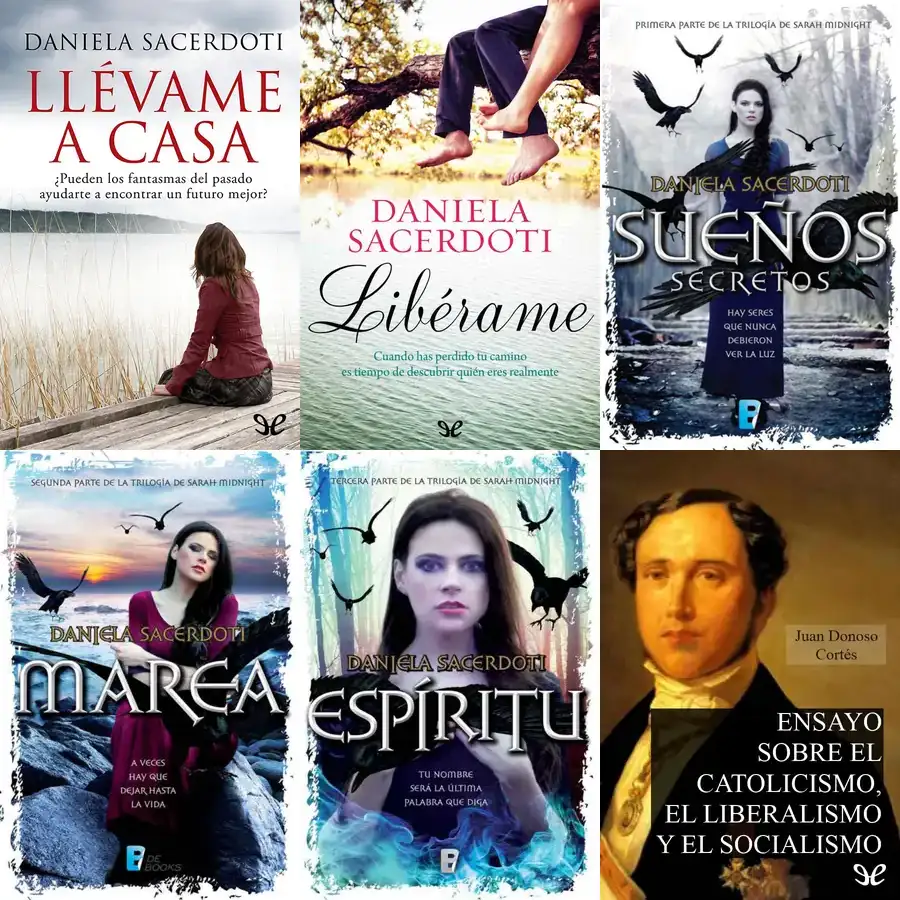 DANIELA SACERDOTI
LLÉVAME
A CASA
¿Pueden los fantasmas del pasado
ayudarte a encontrar un futuro mejor?
DANIELA
SACERDOTI
Libérame
Cuando has perdido tu camino
es tiempo de descubrir quién eres realmente
PRIMERA PARTE DE LA TRILOGÍA DE SARAH MIDNIGHT
DANIELA SACERDOTI
SUEÑOS
SECRETOS
HAY SERES
QUE NUNCA
DEBIERON
VER LA LUZ
B
SEGUNDA PARTE DE LA TRILOGÍA DE SARAH MIDNIGHT
DANIELA SACERDOTI
MAREA
A VECES
HAY QUE
DEJAR HASTA
LA VIDA
B DE
BOOKS
TERCERA PARTE DE LA TRILOGÍA DE SARAH MIDNIGHT
DANIELA SACERDOTI
ESPÍRITU
TU NOMBRE
SERÁ LA ÚLTIMA
PALABRA QUE DIGA
B
Juan Donoso
Cortés
ENSAYO
SOBRE EL
CATOLICISMO,
EL LIBERALISMO
Y EL SOCIALISMO